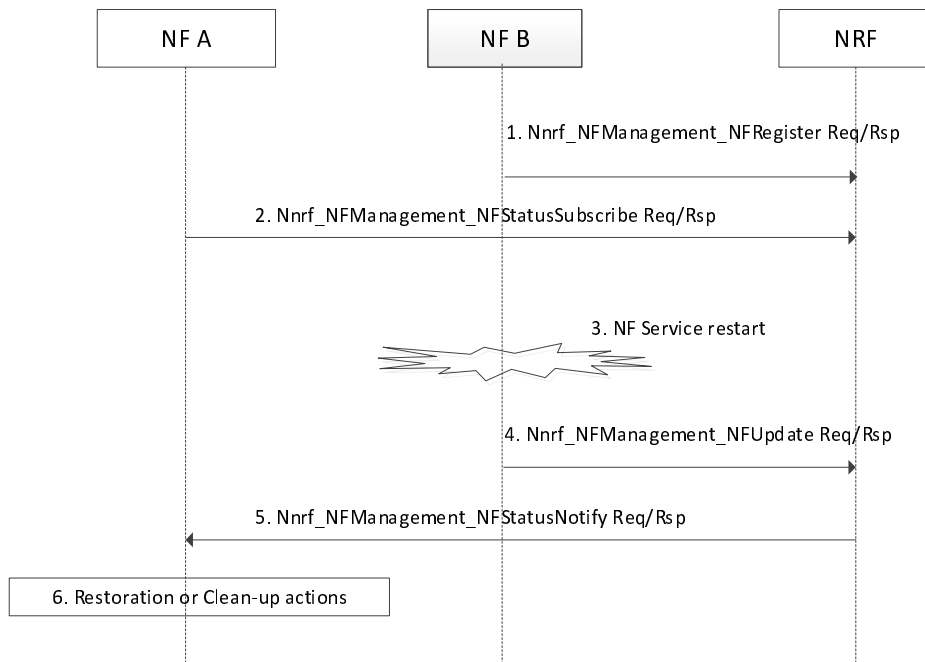 NF A
NF B
NRF
1. Nnrf_NFManagement_NFRegister Req/Rsp
2. Nnrf_NFManagement_NFStatusSubscribe Req/Rsp
3. NF Service restart
4. Nnrf_NFManagement_NFUpdate Req/Rsp
5. Nnrf_NFManagement_NFStatusNotify Req/Rsp
6. Restoration or Clean-up actions